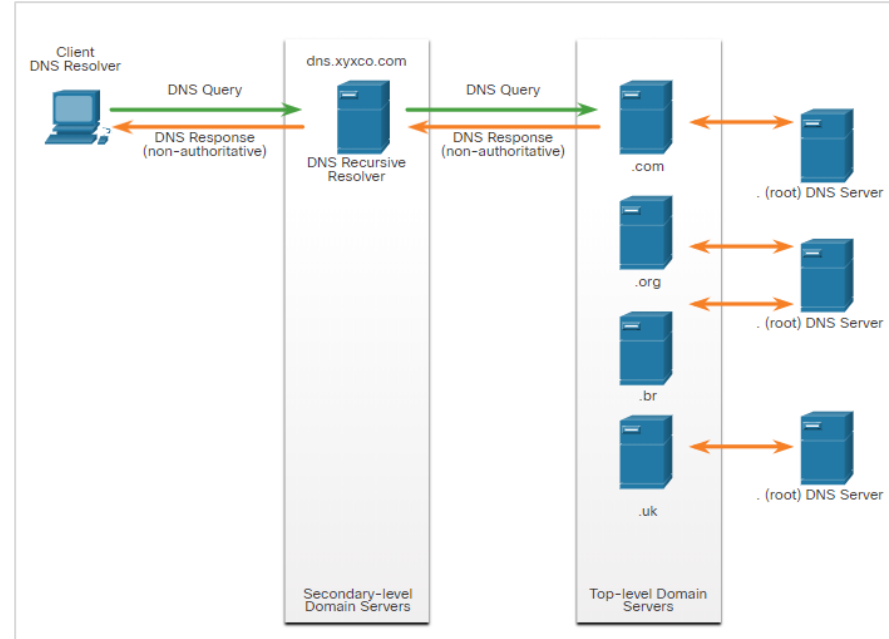 Client
DNS Resolver
dns.xyxco.com
DNS Query
DNS Query
DNS Response
(non-authoritative)
DNS Recursive
Resolver
DNS Response
(non-authoritative)
.com
. (root) DNS Server
.org
. (root) DNS Server
.br
. (root) DNS Server
.uk
Secondary-level
Domain Servers
Top-level Domain
Servers